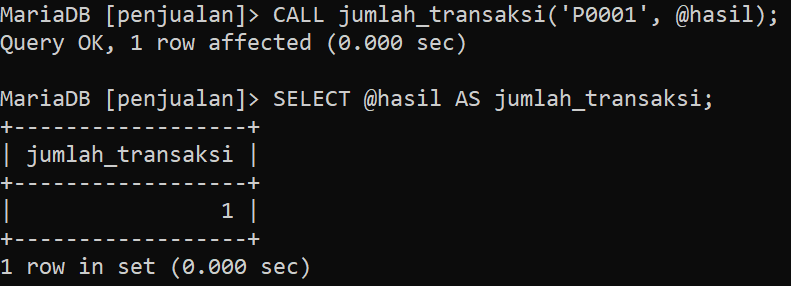 MariaDB [penjualan]> CALL jumlah_transaksi('P0001', @hasil);
Query OK, 1 row affected (0.000 sec)
MariaDB [penjualan]> SELECT @hasil AS jumlah_transaksi;
+------------------+
| jumlah_transaksi |
+------------------+
|                1 |
+------------------+
1 row in set (0.000 sec)